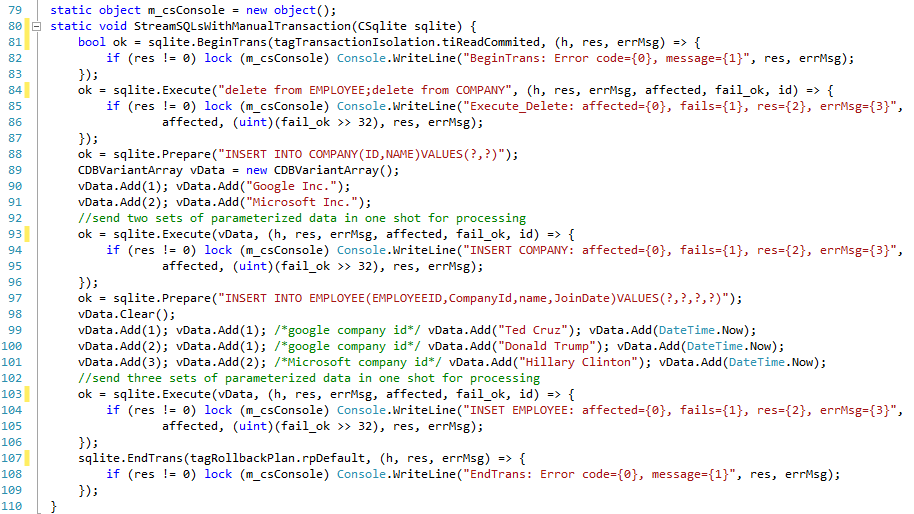 79 static object m_csConsole = new object();
80 static void StreamSQLsWithManualTransaction(CSqlite sqlite) {
81     bool ok = sqlite.BeginTrans(tagTransactionIsolation.tiReadCommited, (h, res, errMsg) => {
82         if (res != 0) lock (m_csConsole) Console.WriteLine("BeginTrans: Error code={0}, message={1}", res, errMsg);
83     });
84     ok = sqlite.Execute("delete from EMPLOYEE;delete from COMPANY", (h, res, errMsg, affected, fail_ok, id) => {
85         if (res != 0) lock (m_csConsole) Console.WriteLine("Execute_Delete: affected={0}, fails={1}, res={2}, errMsg={3}",
86             affected, (uint)(fail_ok >> 32), res, errMsg);
87     });
88     ok = sqlite.Prepare("INSERT INTO COMPANY(ID,NAME)VALUES(?,?)");
89     CDBVariantArray vData = new CDBVariantArray();
90     vData.Add(1); vData.Add("Google Inc.");
91     vData.Add(2); vData.Add("Microsoft Inc.");
92     //send two sets of parameterized data in one shot for processing
93     ok = sqlite.Execute(vData, (h, res, errMsg, affected, fail_ok, id) => {
94         if (res != 0) lock (m_csConsole) Console.WriteLine("INSERT COMPANY: affected={0}, fails={1}, res={2}, errMsg={3}",
95             affected, (uint)(fail_ok >> 32), res, errMsg);
96     });
97     ok = sqlite.Prepare("INSERT INTO EMPLOYEE(EMPLOYEEID,CompanyId,name,JoinDate)VALUES(?,?,?,?)");
98     vData.Clear();
99     vData.Add(1); vData.Add(1); /*google company id*/ vData.Add("Ted Cruz"); vData.Add(DateTime.Now);
100     vData.Add(2); vData.Add(1); /*google company id*/ vData.Add("Donald Trump"); vData.Add(DateTime.Now);
101     vData.Add(3); vData.Add(2); /*Microsoft company id*/ vData.Add("Hillary Clinton"); vData.Add(DateTime.Now);
102     //send three sets of parameterized data in one shot for processing
103     ok = sqlite.Execute(vData, (h, res, errMsg, affected, fail_ok, id) => {
104         if (res != 0) lock (m_csConsole) Console.WriteLine("INSET EMPLOYEE: affected={0}, fails={1}, res={2}, errMsg={3}",
105             affected, (uint)(fail_ok >> 32), res, errMsg);
106     });
107     sqlite.EndTrans(tagRollbackPlan.rpDefault, (h, res, errMsg) => {
108         if (res != 0) lock (m_csConsole) Console.WriteLine("EndTrans: Error code={0}, message={1}", res, errMsg);
109     });
110 }